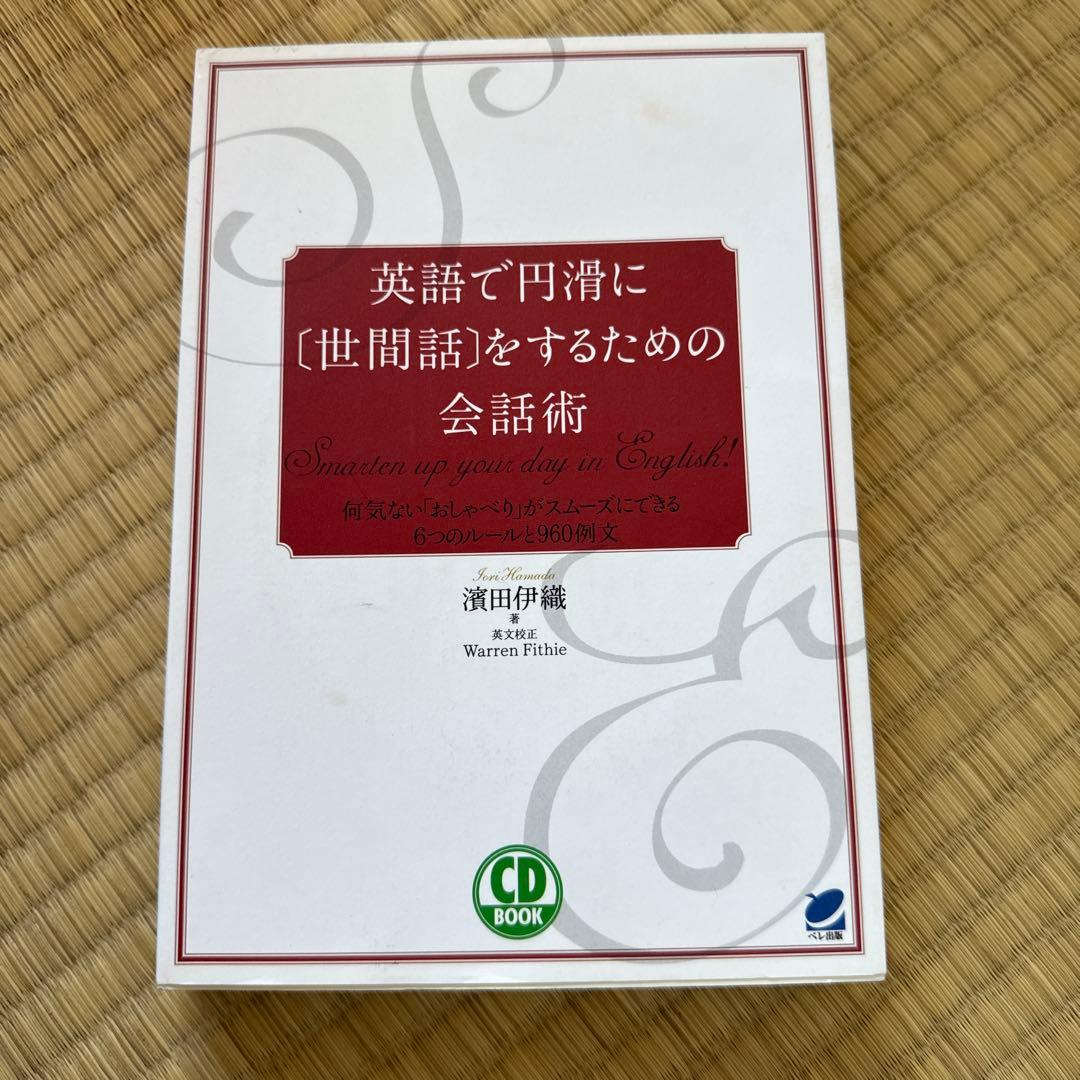 英語で円滑に
〔世間話〕をするための
会話術
Smarten up your day in English!
何気ない「おしゃべり」がスムーズにできる
6つのルールと960例文
Iori Hamada
濱田伊織
著
英文校正
Warren Fithie
CD
BOOK
ベレ出版